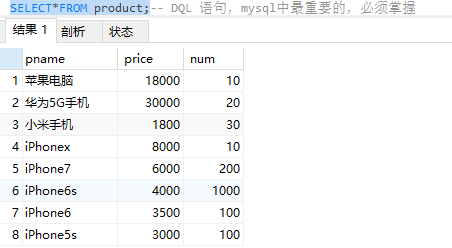 SELECT*FROM product;-- DQL 语句，mysql中最重要的，必须掌握
结果 1 剖析 状态
pname price num
1 苹果电脑 18000 10
2 华为5G手机 30000 20
3 小米手机 1800 30
4 iPhonex 8000 10
5 iPhone7 6000 200
6 iPhone6s 4000 1000
7 iPhone6 3500 100
8 iPhone5s 3000 100